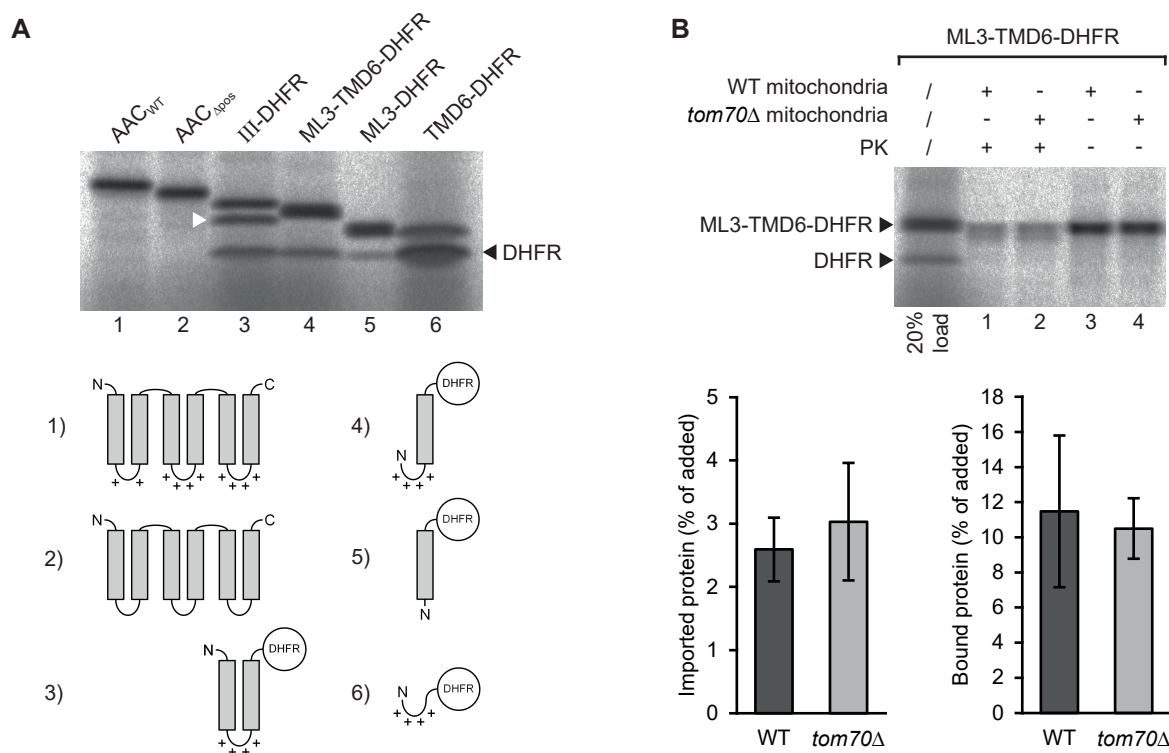 A
AAC_WT
AAC_Δpos
III-DHFR
ML3-TMD6-DHFR
ML3-DHFR
TMD6-DHFR
DHFR
1 2 3 4 5 6
1)
N
C
+ + + + + + + +
2)
N
C
3)
N
DHFR
+ + + +
4)
N
DHFR
+ + + +
5)
DHFR
N
6)
N
DHFR
+ + + +
B
ML3-TMD6-DHFR
WT mitochondria / + - + -
tom70Δ mitochondria / - + - +
PK / + + - -
ML3-TMD6-DHFR
DHFR
20% load 1 2 3 4
Imported protein (% of added)
5
4
3
2
1
0
WT tom70Δ
Bound protein (% of added)
18
16
14
12
10
8
6
4
2
0
WT tom70Δ